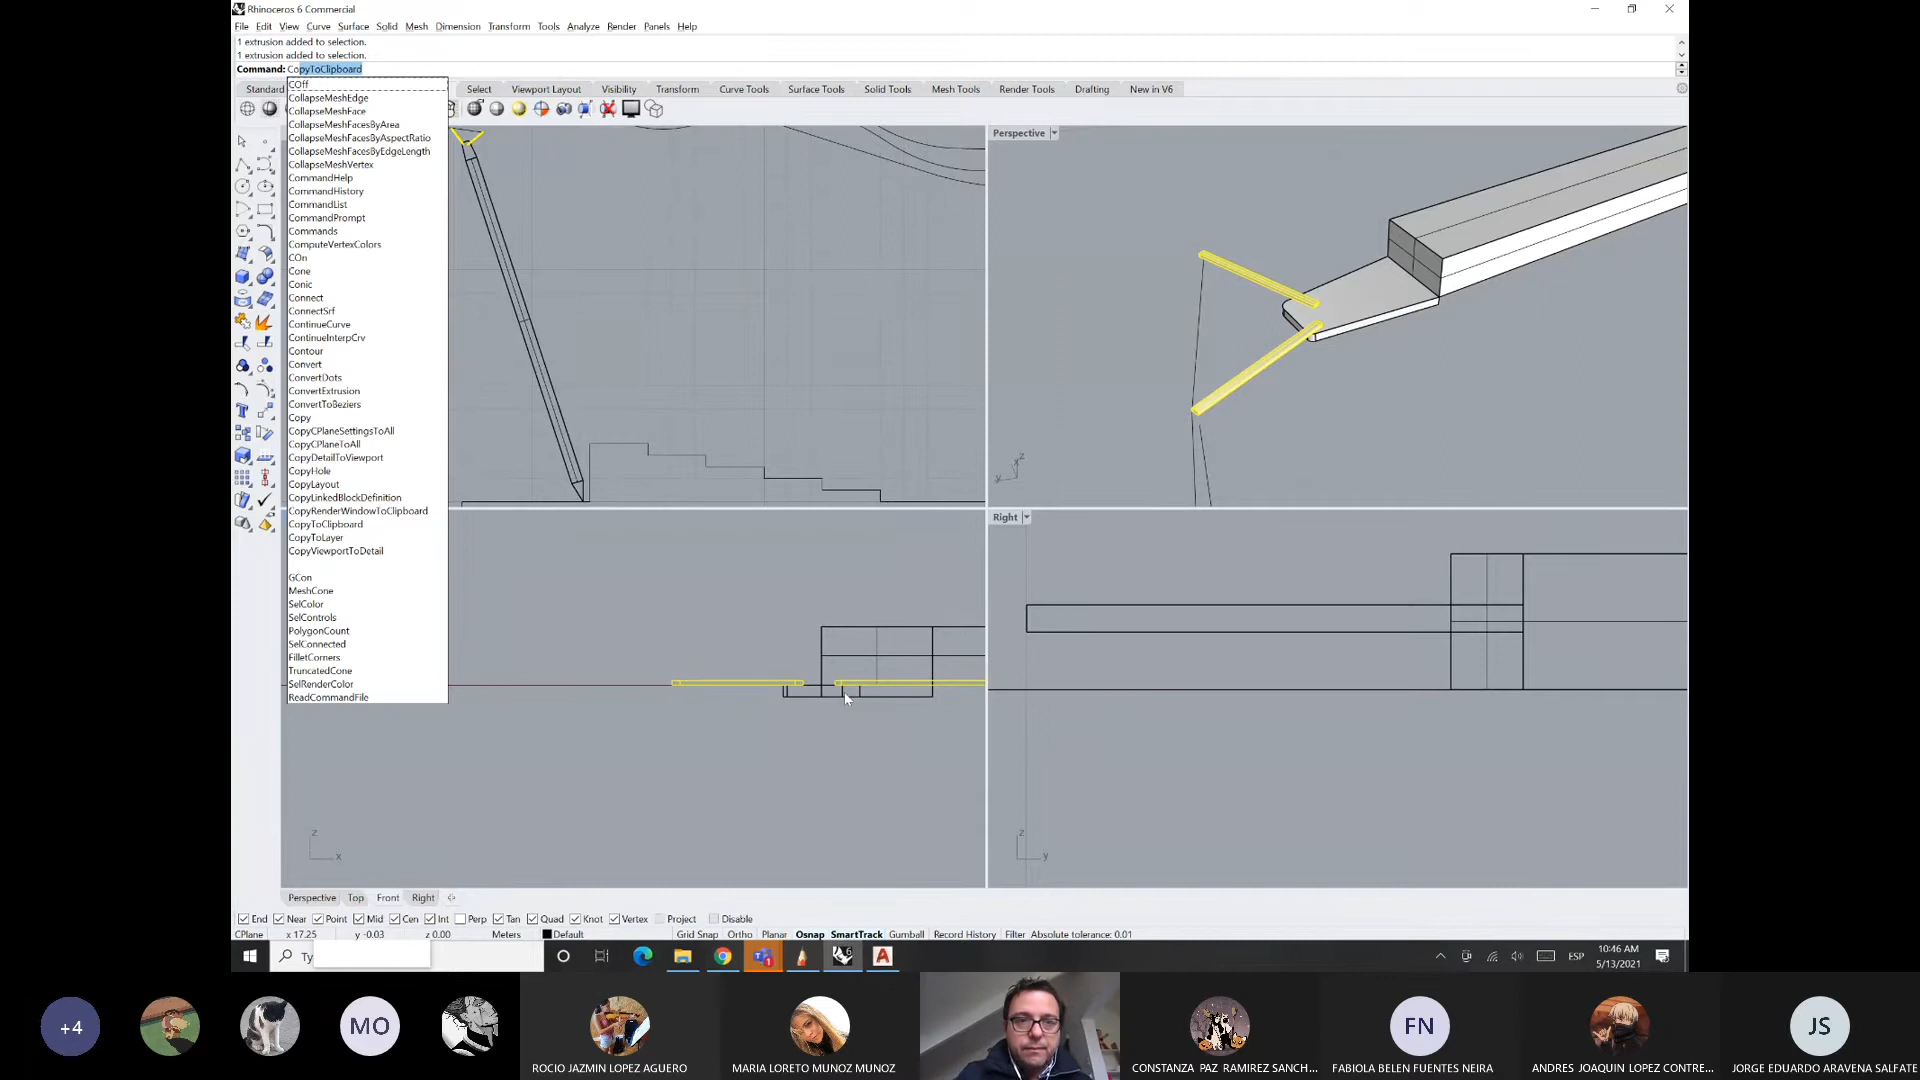 Rhinoceros 6 Commercial
File Edit View Curve Surface Solid Mesh Dimension Transform Tools Analyze Render Panels Help
1 extrusion added to selection.
1 extrusion added to selection.
Command: CopyToClipboard
Standard Select Viewport Layout Visibility Transform Curve Tools Surface Tools Solid Tools Mesh Tools Render Tools Drafting New in V6
COff
CollapseMeshEdge
CollapseMeshFace
CollapseMeshFacesByArea
CollapseMeshFacesByAspectRatio
CollapseMeshFacesByEdgeLength
CollapseMeshVertex
CommandHelp
CommandHistory
CommandList
CommandPrompt
Commands
ComputeVertexColors
COn
Cone
Conic
Connect
ConnectSrf
ContinueCurve
ContinueInterpCrv
Contour
Convert
ConvertDots
ConvertExtrusion
ConvertToBeziers
Copy
CopyCPlaneSettingsToAll
CopyCPlaneToAll
CopyDetailToViewport
CopyHole
CopyLayout
CopyLinkedBlockDefinition
CopyRenderWindowToClipboard
CopyToClipboard
CopyToLayer
CopyViewportToDetail
GCon
MeshCone
SelColor
SelControls
PolygonCount
SelConnected
FilletCorners
TruncatedCone
SelRenderColor
ReadCommandFile
Perspective
z
x
y
Right
z
x
z
y
Perspective Top Front Right
End Near Point Mid Cen Int Perp Tan Quad Knot Vertex Project Disable
CPlane x 17.25 y -0.03 z 0.00 Meters Default Grid Snap Ortho Planar Osnap SmartTrack Gumball Record History Filter Absolute tolerance: 0.01
Ty
ESP
10:46 AM
5/13/2021
+4
MO
FN
JS
ROCIO JAZMIN LOPEZ AGUERO
MARIA LORETO MUNOZ MUNOZ
CONSTANZA PAZ RAMIREZ SANCH...
FABIOLA BELEN FUENTES NEIRA
ANDRES JOAQUIN LOPEZ CONTRE...
JORGE EDUARDO ARAVENA SALFATE